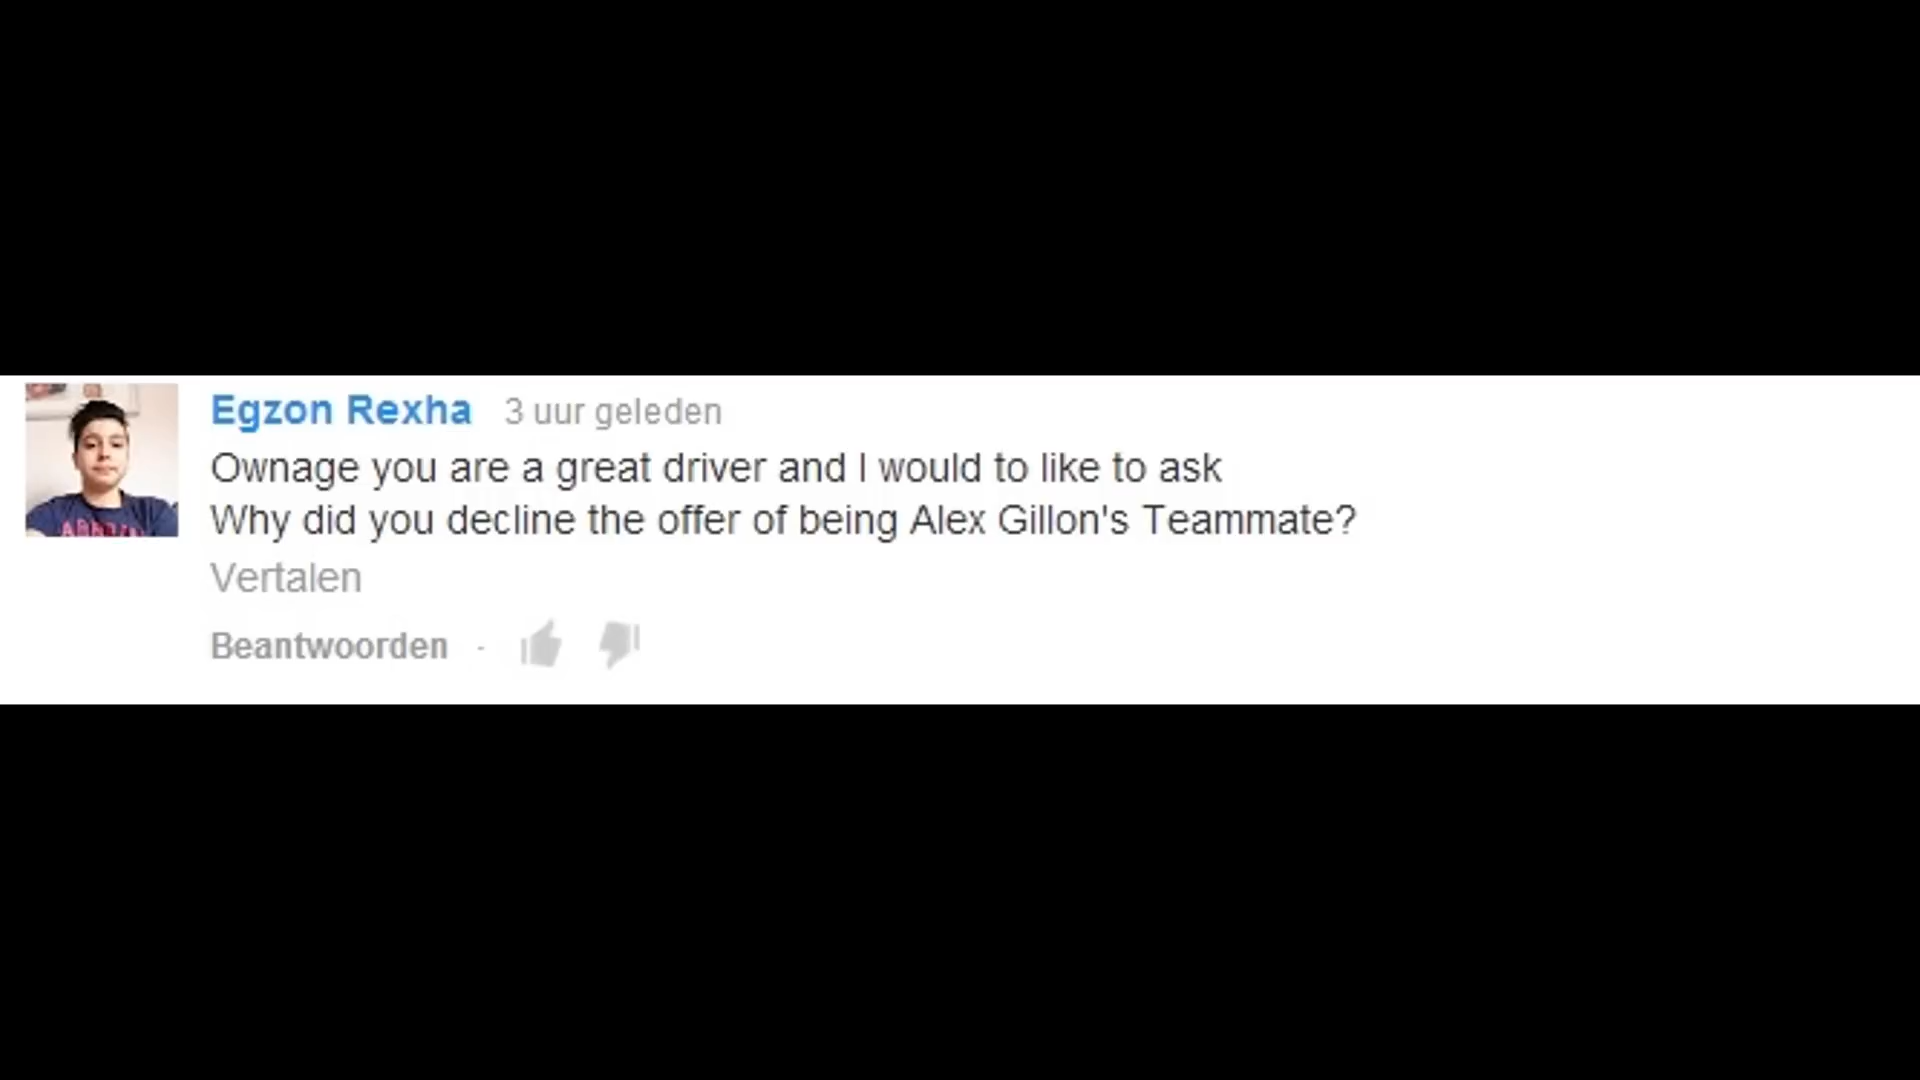 Egzon Rexha 3 uur geleden
Ownage you are a great driver and I would to like to ask
Why did you decline the offer of being Alex Gillon's Teammate?
Vertalen
Beantwoorden ·